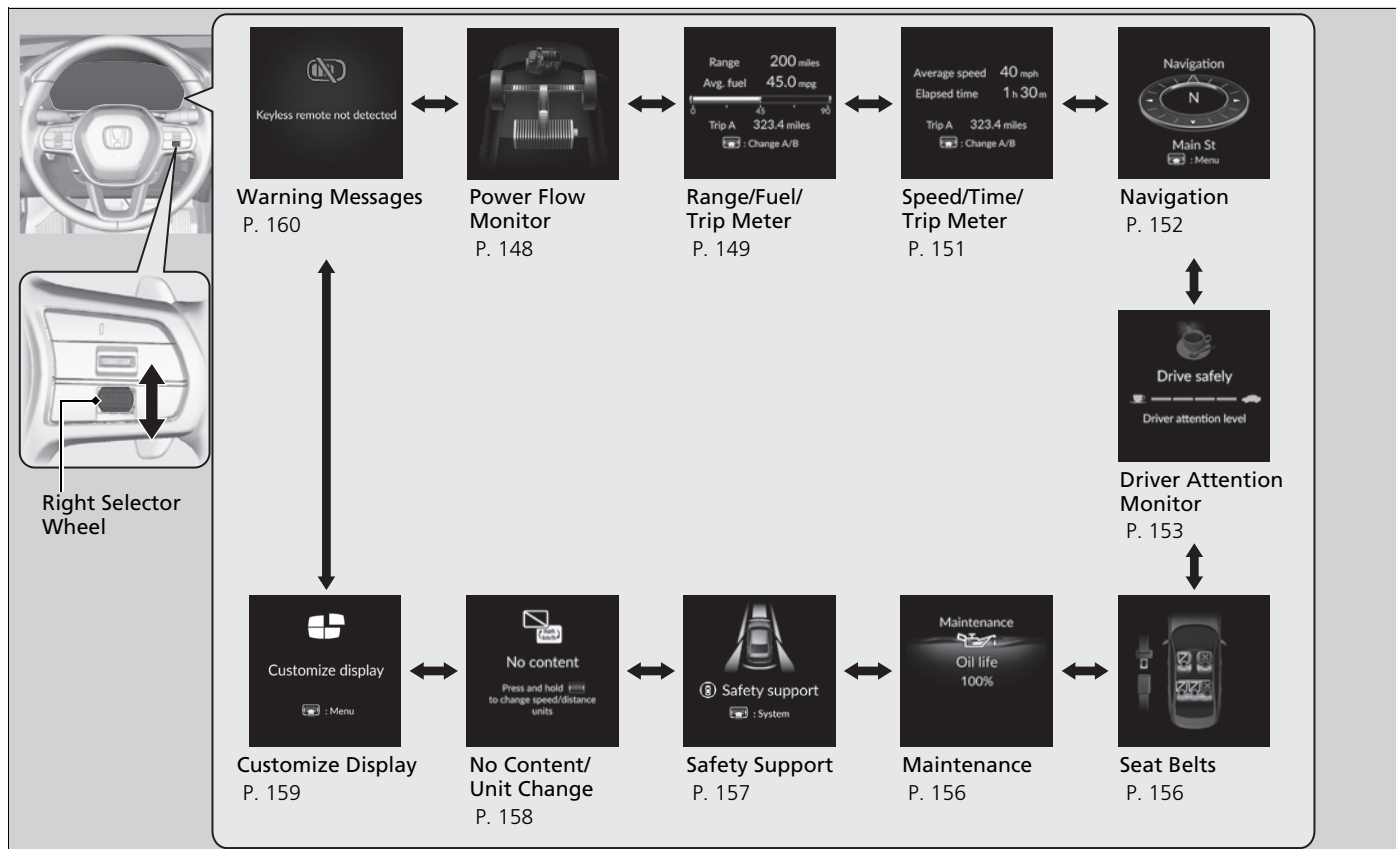 Keyless remote not detected
Warning Messages
P. 160
Power Flow
Monitor
P. 148
Range 200 miles
Avg. fuel 45.0 mpg
0 45 90
Trip A 323.4 miles
: Change A/B
Range/Fuel/
Trip Meter
P. 149
Average speed 40 mph
Elapsed time 1 h 30 m
Trip A 323.4 miles
: Change A/B
Speed/Time/
Trip Meter
P. 151
Navigation
N
Main St
: Menu
Navigation
P. 152
Drive safely
Driver attention level
Driver Attention
Monitor
P. 153
Right Selector
Wheel
Customize display
: Menu
Customize Display
P. 159
mph
km/h
No content
Press and hold
to change speed/distance
units
No Content/
Unit Change
P. 158
Safety support
: System
Safety Support
P. 157
Maintenance
Oil life
100%
Maintenance
P. 156
Seat Belts
P. 156